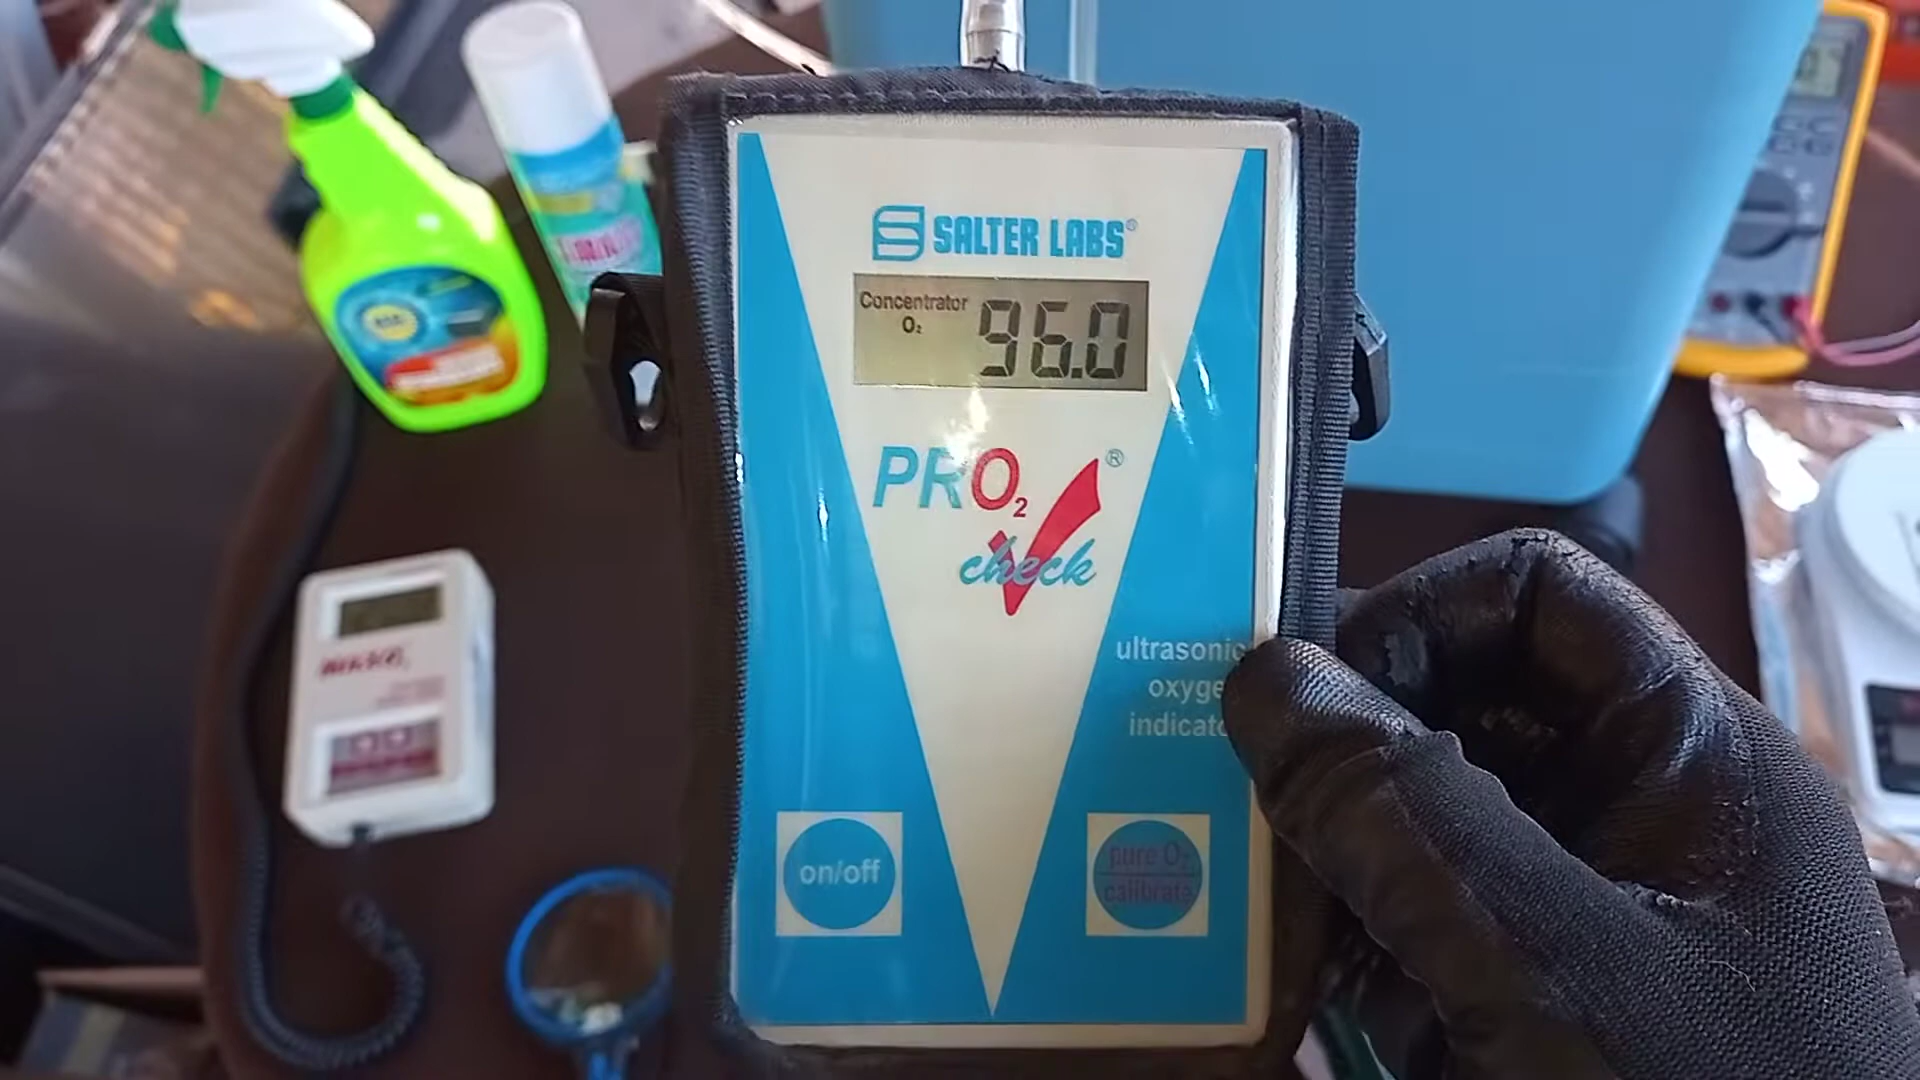 SALTER LABS®
Concentrator
O₂
96.0
PRO₂
®
check
ultrasonic
oxyge
indicato
on/off
pure O₂
calibrate